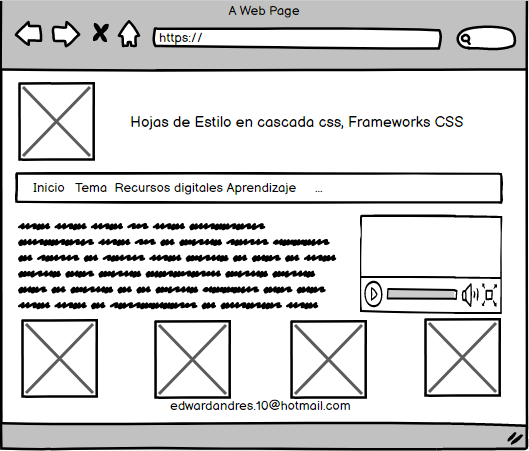 A Web Page
https://
Hojas de Estilo en cascada css, Frameworks CSS
Inicio Tema Recursos digitales Aprendizaje ...
edwardandres.10@hotmail.com